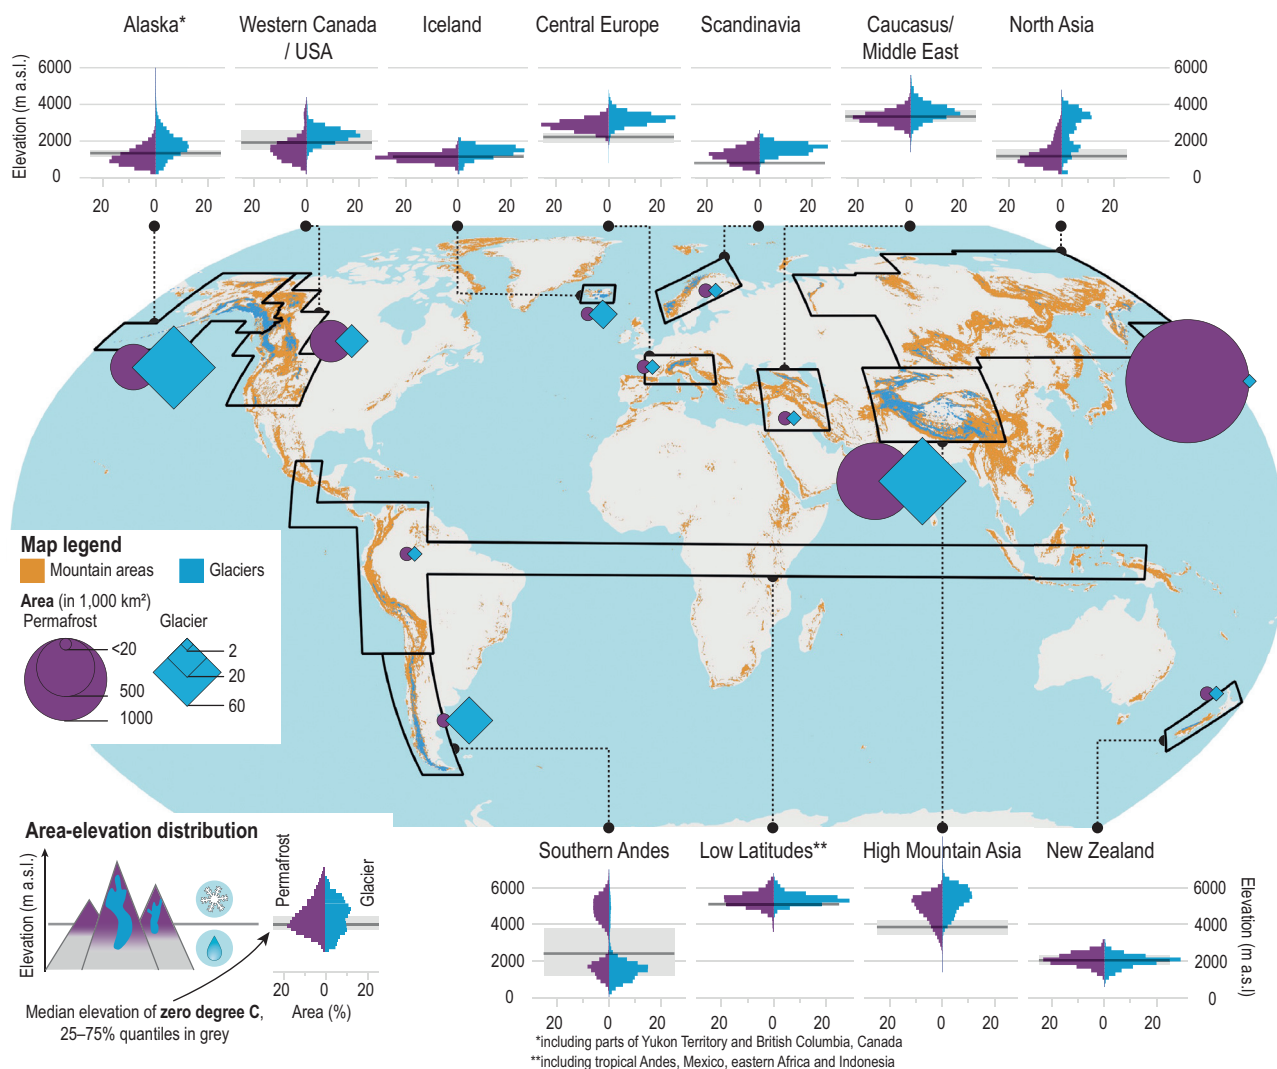 Alaska*
Western Canada
/ USA
Iceland
Central Europe
Scandinavia
Caucasus/
Middle East
North Asia
Elevation (m a.s.l.)
6000
4000
2000
0
6000
4000
2000
0
20 0 20
20 0 20
20 0 20
20 0 20
20 0 20
20 0 20
20 0 20
Map legend
Mountain areas
Glaciers
Area (in 1,000 km²)
Permafrost
Glacier
<20
500
1000
2
20
60
Area-elevation distribution
Elevation (m a.s.l.)
Permafrost
Glacier
20 0 20
Area (%)
Median elevation of zero degree C,
25–75% quantiles in grey
Southern Andes
Low Latitudes**
High Mountain Asia
New Zealand
6000
4000
2000
0
6000
4000
2000
0
Elevation (m a.s.l)
20 0 20
20 0 20
20 0 20
20 0 20
*including parts of Yukon Territory and British Columbia, Canada
**including tropical Andes, Mexico, eastern Africa and Indonesia